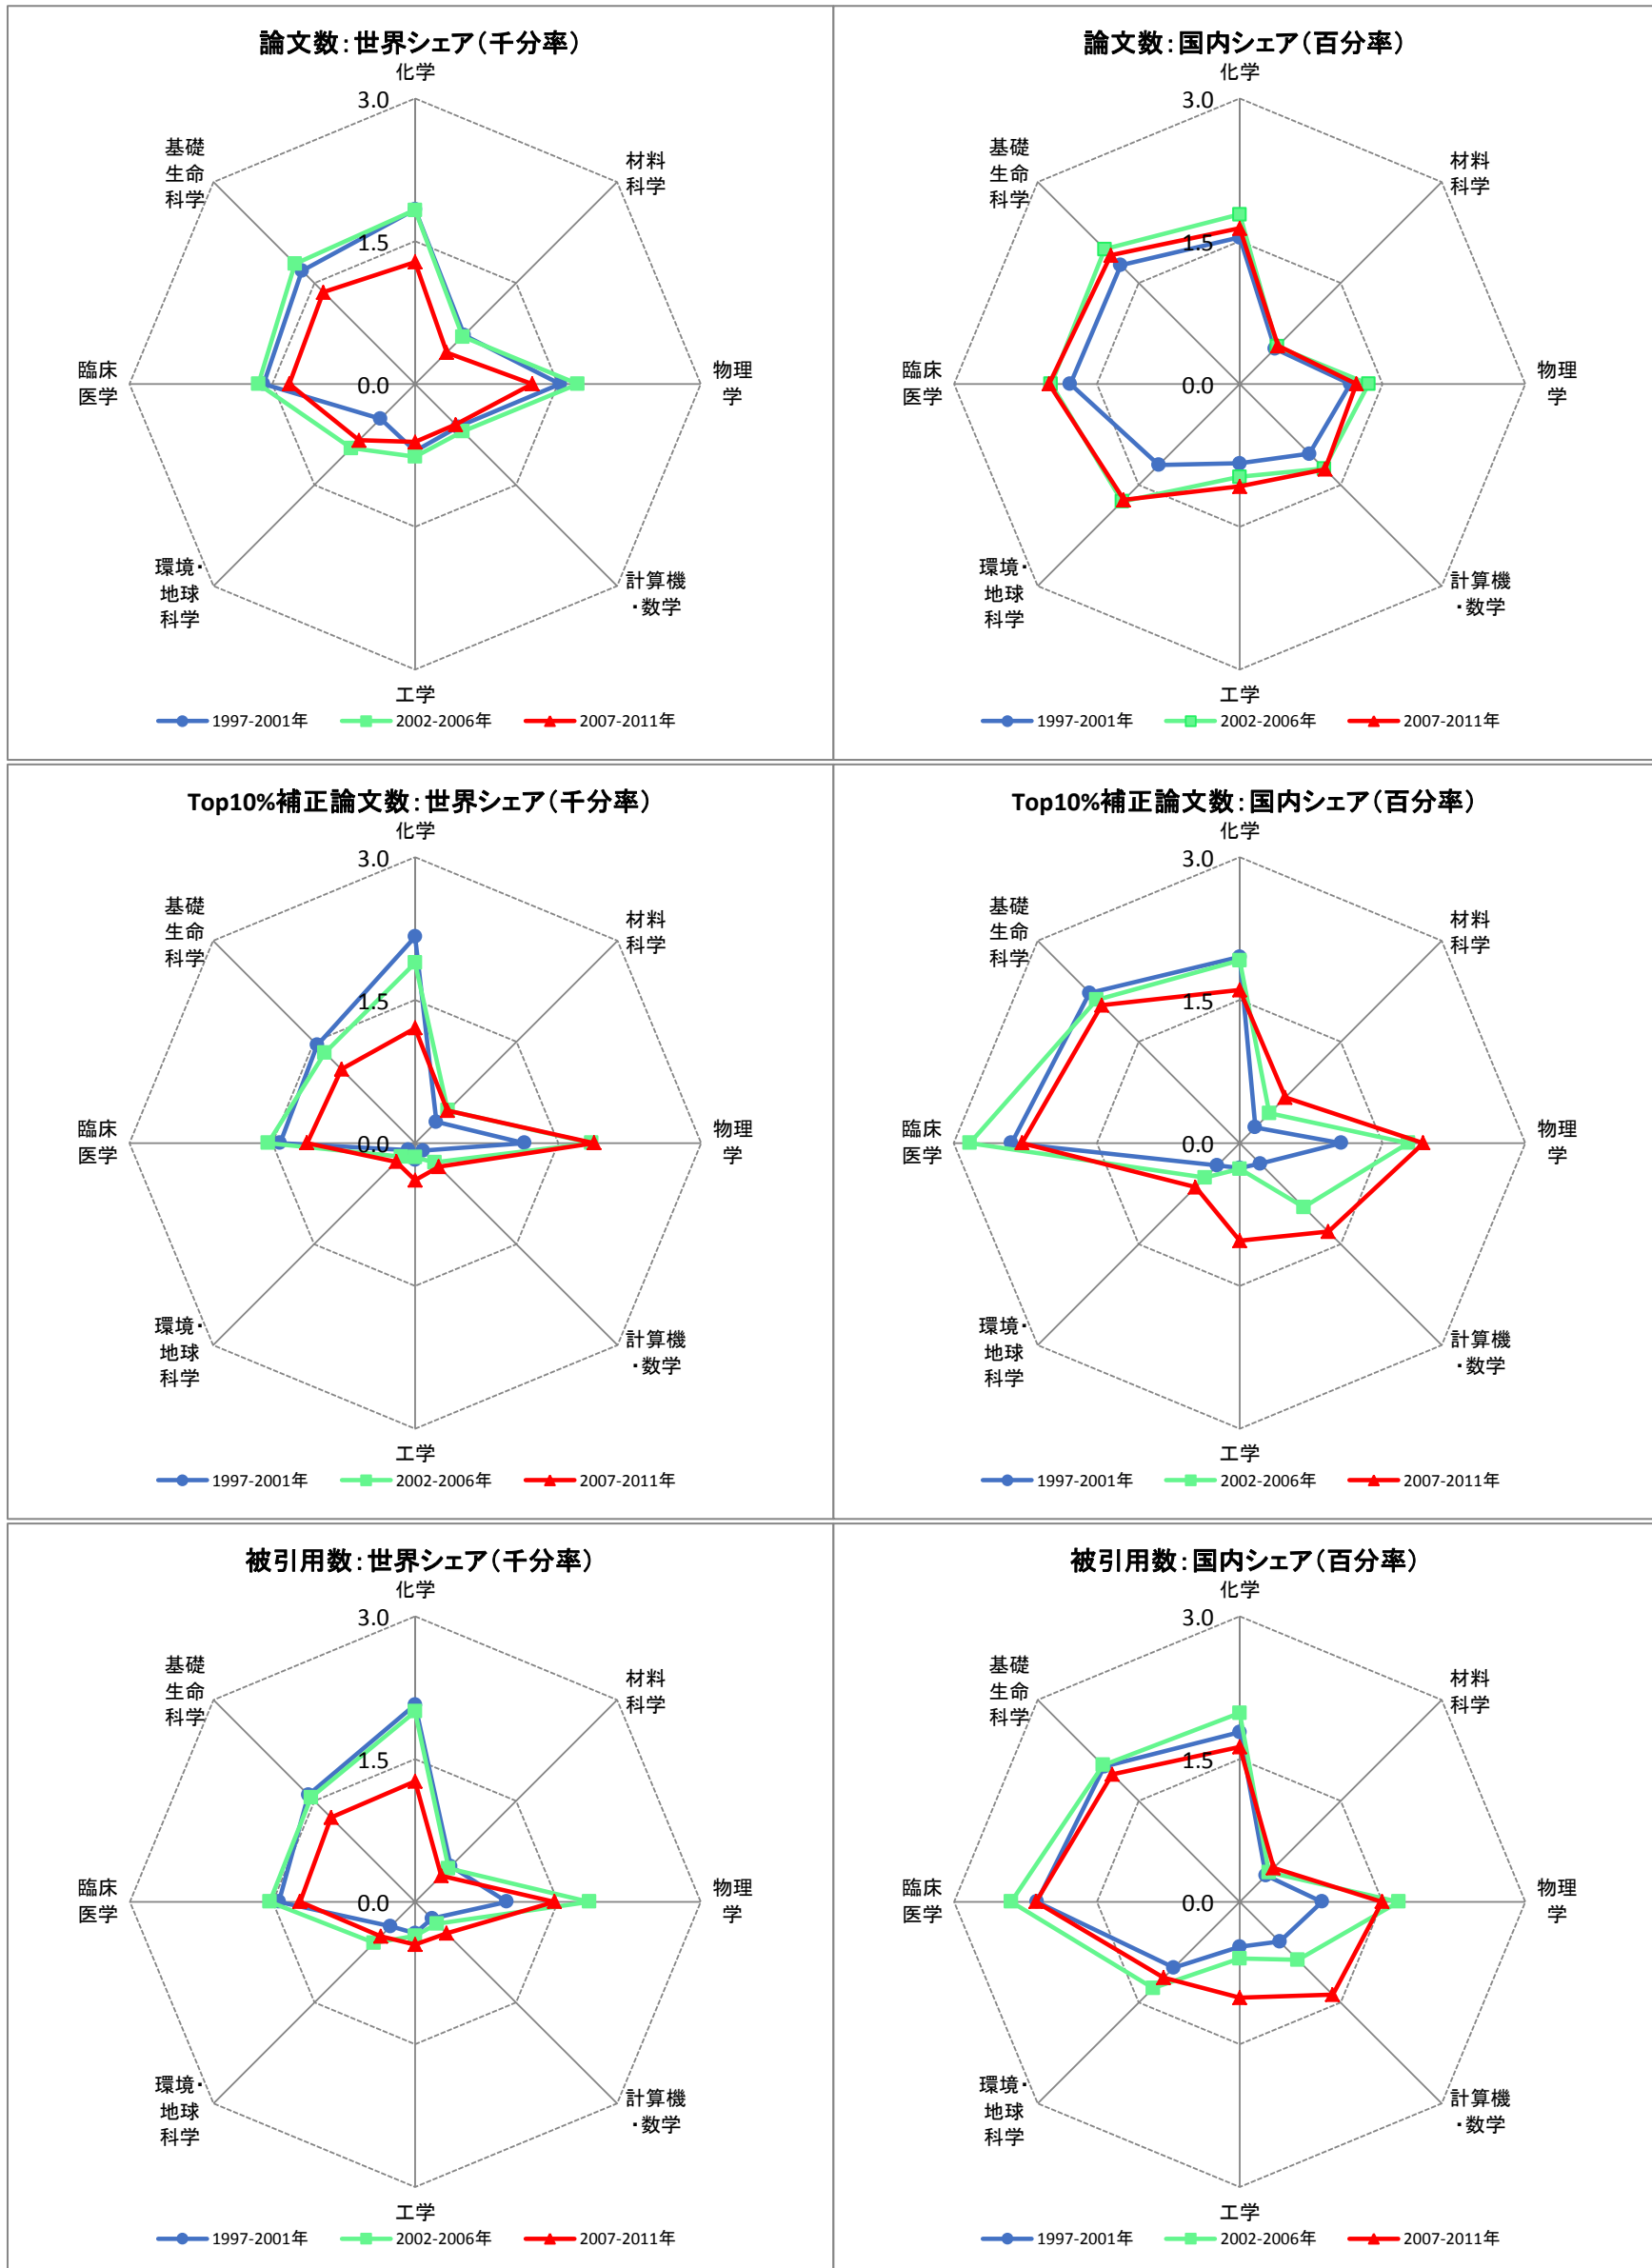 論文数：世界シェア（千分率）
化学
3.0
材料
科学
基礎
生命
科学
1.5
臨床
医学
0.0
物理
学
環境・
地球
科学
計算機
・数学
工学
1997-2001年 2002-2006年 2007-2011年
論文数：国内シェア（百分率）
化学
3.0
材料
科学
基礎
生命
科学
1.5
臨床
医学
0.0
物理
学
環境・
地球
科学
計算機
・数学
工学
1997-2001年 2002-2006年 2007-2011年
Top10%補正論文数：世界シェア（千分率）
化学
3.0
材料
科学
基礎
生命
科学
1.5
臨床
医学
0.0
物理
学
環境・
地球
科学
計算機
・数学
工学
1997-2001年 2002-2006年 2007-2011年
Top10%補正論文数：国内シェア（百分率）
化学
3.0
材料
科学
基礎
生命
科学
1.5
臨床
医学
0.0
物理
学
環境・
地球
科学
計算機
・数学
工学
1997-2001年 2002-2006年 2007-2011年
被引用数：世界シェア（千分率）
化学
3.0
材料
科学
基礎
生命
科学
1.5
臨床
医学
0.0
物理
学
環境・
地球
科学
計算機
・数学
工学
1997-2001年 2002-2006年 2007-2011年
被引用数：国内シェア（百分率）
化学
3.0
材料
科学
基礎
生命
科学
1.5
臨床
医学
0.0
物理
学
環境・
地球
科学
計算機
・数学
工学
1997-2001年 2002-2006年 2007-2011年